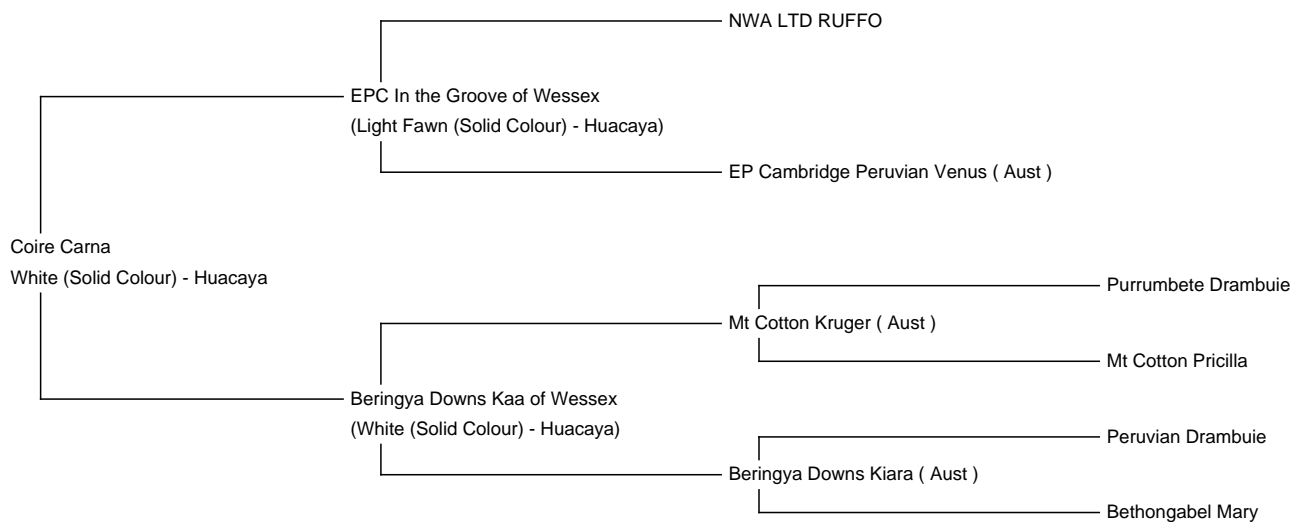 NWA LTD RUFFO
EPC In the Groove of Wessex
(Light Fawn (Solid Colour) - Huacaya)
EP Cambridge Peruvian Venus ( Aust )
Coire Carna
White (Solid Colour) - Huacaya
Purrumbete Drambuie
Mt Cotton Kruger ( Aust )
Mt Cotton Pricilla
Beringya Downs Kaa of Wessex
(White (Solid Colour) - Huacaya)
Peruvian Drambuie
Beringya Downs Kiara ( Aust )
Bethongabel Mary